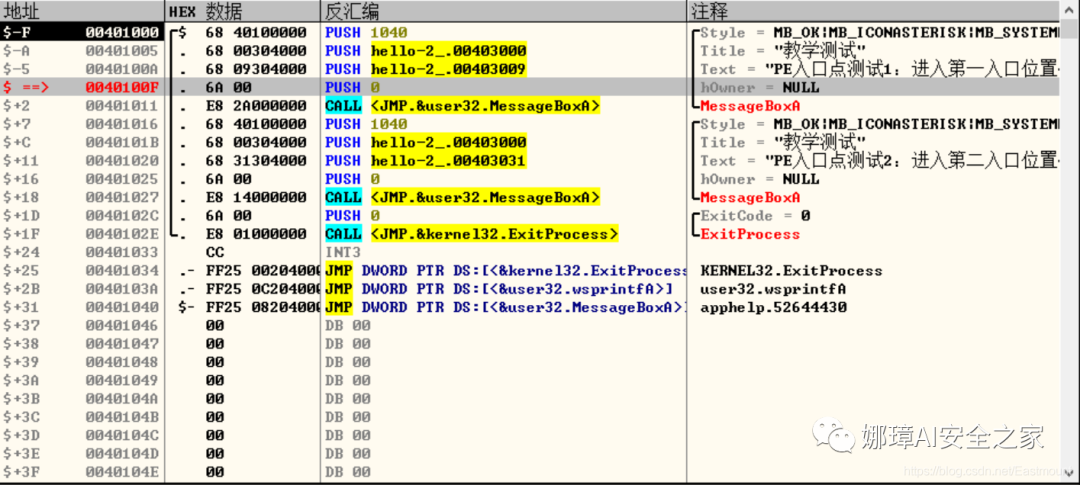 地址 HEX 数据 反汇编 注释
$-F 00401000 $ 68 40100000 PUSH 1040 Style = MB_OK|MB_ICONASTERISK|MB_SYSTEM
$-A 00401005 . 68 00304000 PUSH hello-2_.00403000 Title = "教学测试"
$-5 0040100A . 68 09304000 PUSH hello-2_.00403009 Text = "PE入口点测试1：进入第一入口位置
$ ==> 0040100F . 6A 00 PUSH 0 hOwner = NULL
$+2 00401011 . E8 2A000000 CALL <JMP.&user32.MessageBoxA> MessageBoxA
$+7 00401016 . 68 40100000 PUSH 1040 Style = MB_OK|MB_ICONASTERISK|MB_SYSTEM
$+C 0040101B . 68 00304000 PUSH hello-2_.00403000 Title = "教学测试"
$+11 00401020 . 68 31304000 PUSH hello-2_.00403031 Text = "PE入口点测试2：进入第二入口位置
$+16 00401025 . 6A 00 PUSH 0 hOwner = NULL
$+18 00401027 . E8 14000000 CALL <JMP.&user32.MessageBoxA> MessageBoxA
$+1D 0040102C . 6A 00 PUSH 0 ExitCode = 0
$+1F 0040102E . E8 01000000 CALL <JMP.&kernel32.ExitProcess> ExitProcess
$+24 00401033 CC INT3
$+25 00401034 .- FF25 00204000 JMP DWORD PTR DS:[<&kernel32.ExitProcess KERNEL32.ExitProcess
$+2B 0040103A .- FF25 0C204000 JMP DWORD PTR DS:[<&user32.wsprintfA>] user32.wsprintfA
$+31 00401040 $- FF25 08204000 JMP DWORD PTR DS:[<&user32.MessageBoxA>] apphelp.52644430
$+37 00401046 00 DB 00
$+38 00401047 00 DB 00
$+39 00401048 00 DB 00
$+3A 00401049 00 DB 00
$+3B 0040104A 00 DB 00
$+3C 0040104B 00 DB 00
$+3D 0040104C 00 DB 00
$+3E 0040104D 00 DB 00
$+3F 0040104E 00 DB 00
娜璋AI安全之家
https://blog.csdn.net/Eastmount